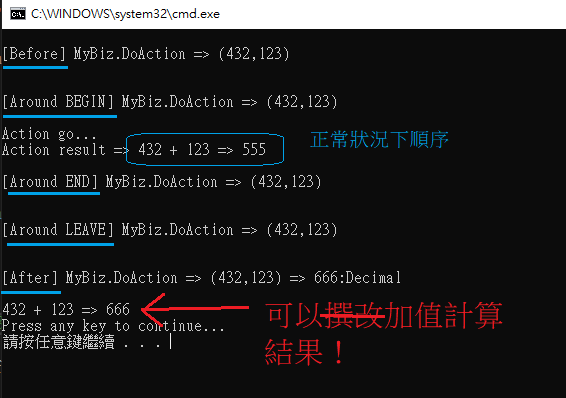 C:\WINDOWS\system32\cmd.exe
[Before] MyBiz.DoAction => (432,123)
[Around BEGIN] MyBiz.DoAction => (432,123)
Action go...
Action result => 432 + 123 => 555
正常狀況下順序
[Around END] MyBiz.DoAction => (432,123)
[Around LEAVE] MyBiz.DoAction => (432,123)
[After] MyBiz.DoAction => (432,123) => 666:Decimal
432 + 123 => 666
可以撰改加值計算
結果！
Press any key to continue...
請按任意鍵繼續 . . .